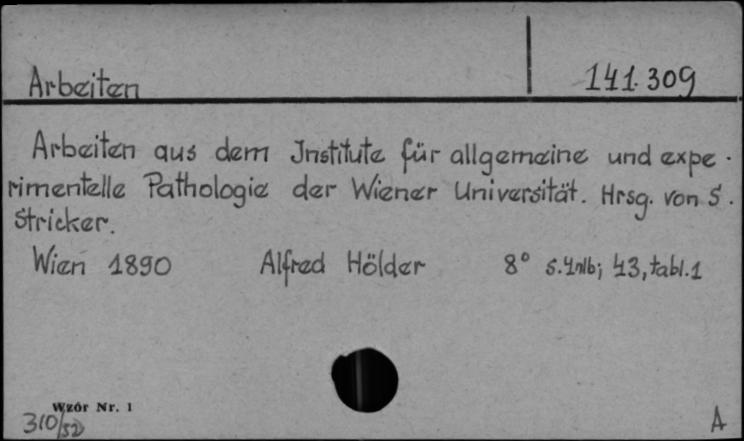 Arbeiten 141.309
Arbeiten aus dem Institute für allgemeine und expe-
rimentelle Pathologie der Wiener Universität. Hrsg. von S.
Stricker.
Wien 1890 Alfred Hölder 8° s. 4nlb; 43, tabl. 1
Wzór Nr. 1
310/52 A